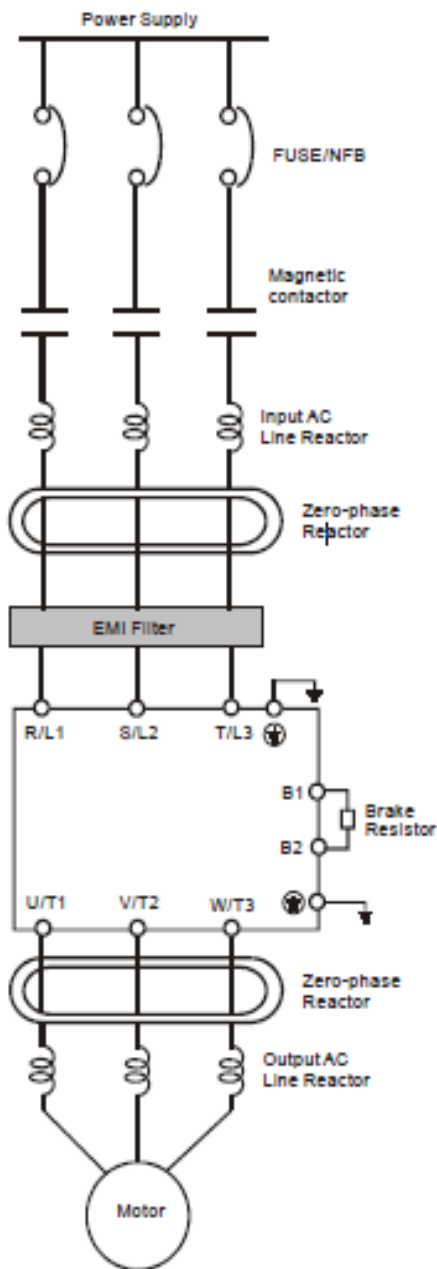 Power Supply
FUSE/NFB
Magnetic
contactor
Input AC
Line Reactor
Zero-phase
Reactor
EMI Filter
R/L1 S/L2 T/L3
B1
Brake
Resistor
B2
U/T1 V/T2 W/T3
Zero-phase
Reactor
Output AC
Line Reactor
Motor